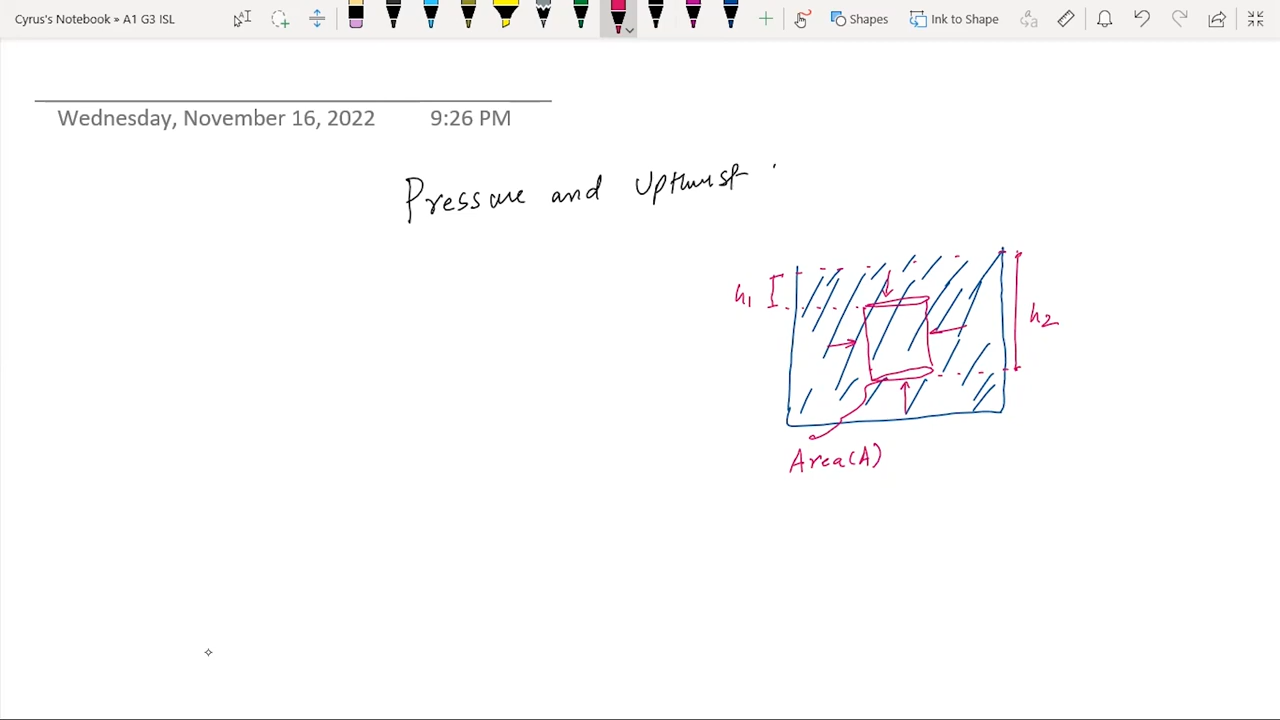 Cyrus's Notebook » A1 G3 ISL
Shapes
Ink to Shape
Wednesday, November 16, 2022 9:26 PM
Pressure and Upthrust
h1
h2
Area(A)